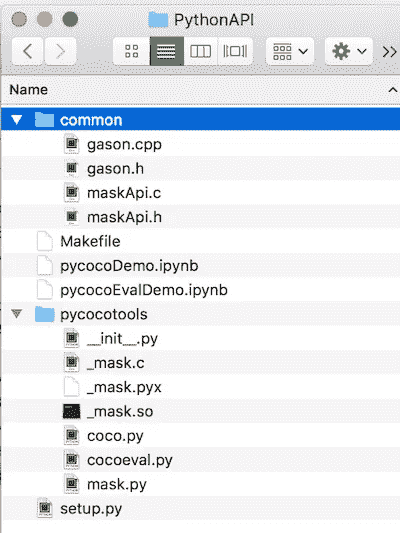 PythonAPI
Name
common
gason.cpp
gason.h
maskApi.c
maskApi.h
Makefile
pycocoDemo.ipynb
pycocoEvalDemo.ipynb
pycocotools
__init__.py
_mask.c
_mask.pyx
_mask.so
coco.py
cocoeval.py
mask.py
setup.py